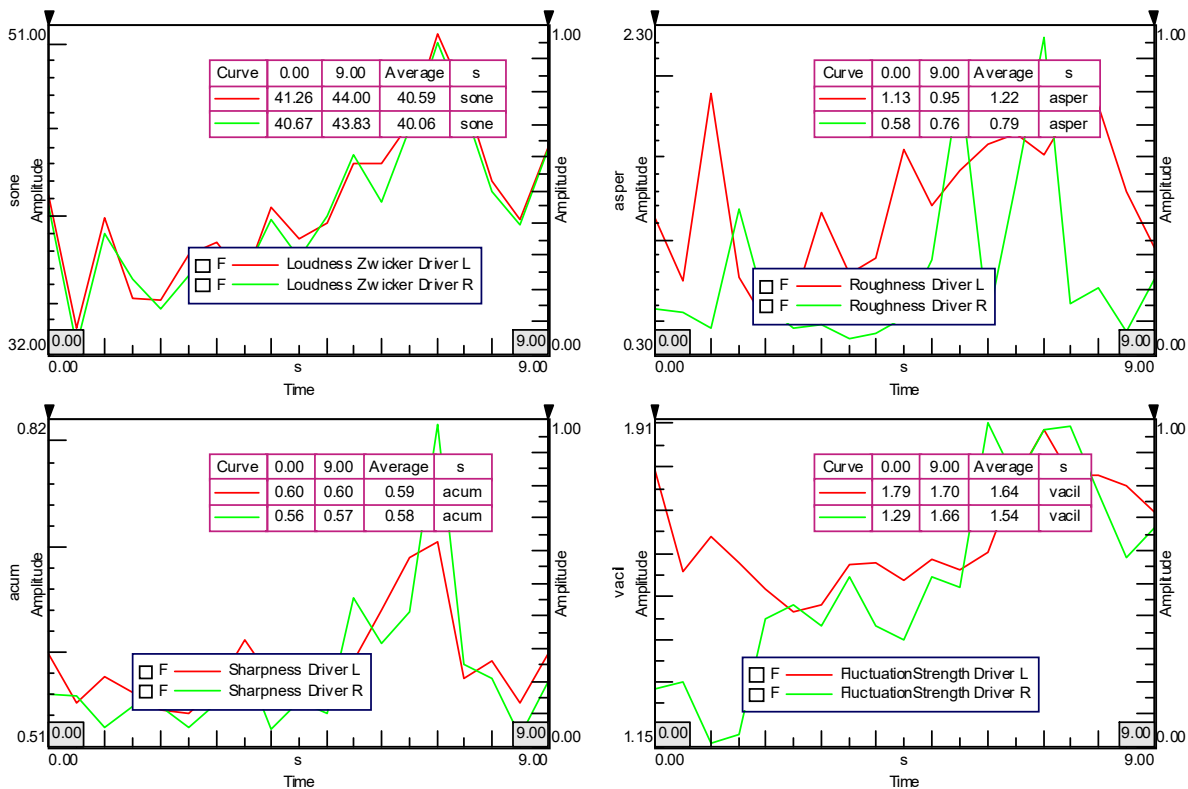 51.00
1.00
Curve 0.00 9.00 Average s
41.26 44.00 40.59 sone
40.67 43.83 40.06 sone
sone
Amplitude
Amplitude
F Loudness Zwicker Driver L
F Loudness Zwicker Driver R
32.00
0.00
9.00
0.00
0.00
s
9.00
Time
2.30
1.00
Curve 0.00 9.00 Average s
1.13 0.95 1.22 asper
0.58 0.76 0.79 asper
asper
Amplitude
Amplitude
F Roughness Driver L
F Roughness Driver R
0.30
0.00
9.00
0.00
0.00
s
9.00
Time
0.82
1.00
Curve 0.00 9.00 Average s
0.60 0.60 0.59 acum
0.56 0.57 0.58 acum
acum
Amplitude
Amplitude
F Sharpness Driver L
F Sharpness Driver R
0.51
0.00
9.00
0.00
0.00
s
9.00
Time
1.91
1.00
Curve 0.00 9.00 Average s
1.79 1.70 1.64 vacil
1.29 1.66 1.54 vacil
vacil
Amplitude
Amplitude
F FluctuationStrength Driver L
F FluctuationStrength Driver R
1.15
0.00
9.00
0.00
0.00
s
9.00
Time